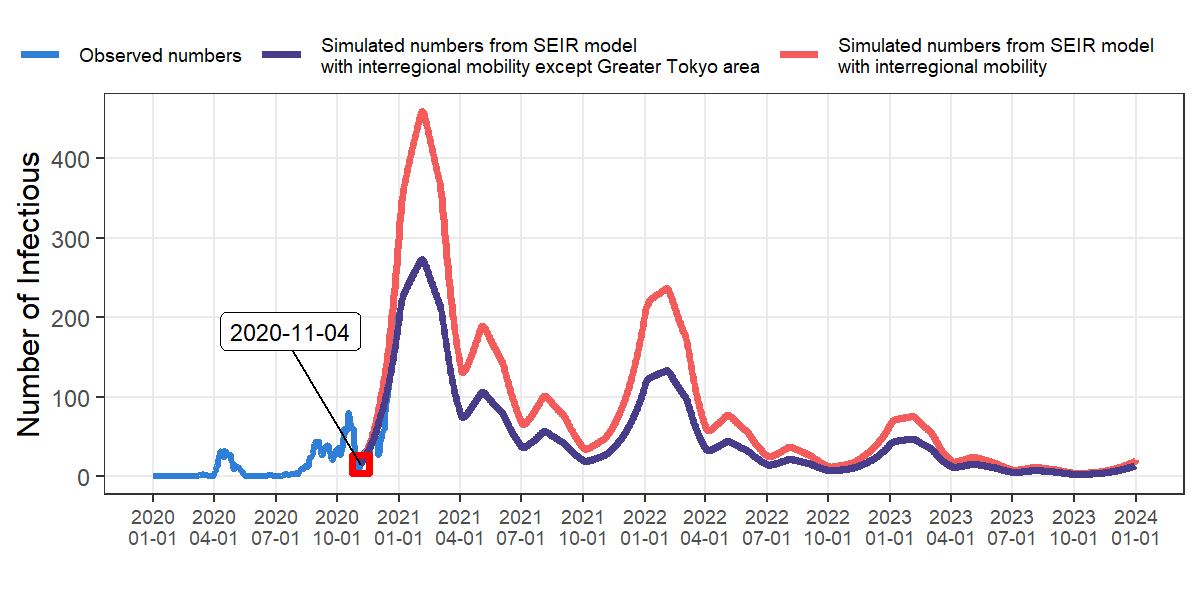 Observed numbers
Simulated numbers from SEIR model
with interregional mobility except Greater Tokyo area
Simulated numbers from SEIR model
with interregional mobility
Number of Infectious
400
300
200
100
0
2020-11-04
2020 2020 2020 2020 2021 2021 2021 2021 2022 2022 2022 2022 2023 2023 2023 2023 2024
01-01 04-01 07-01 10-01 01-01 04-01 07-01 10-01 01-01 04-01 07-01 10-01 01-01 04-01 07-01 10-01 01-01